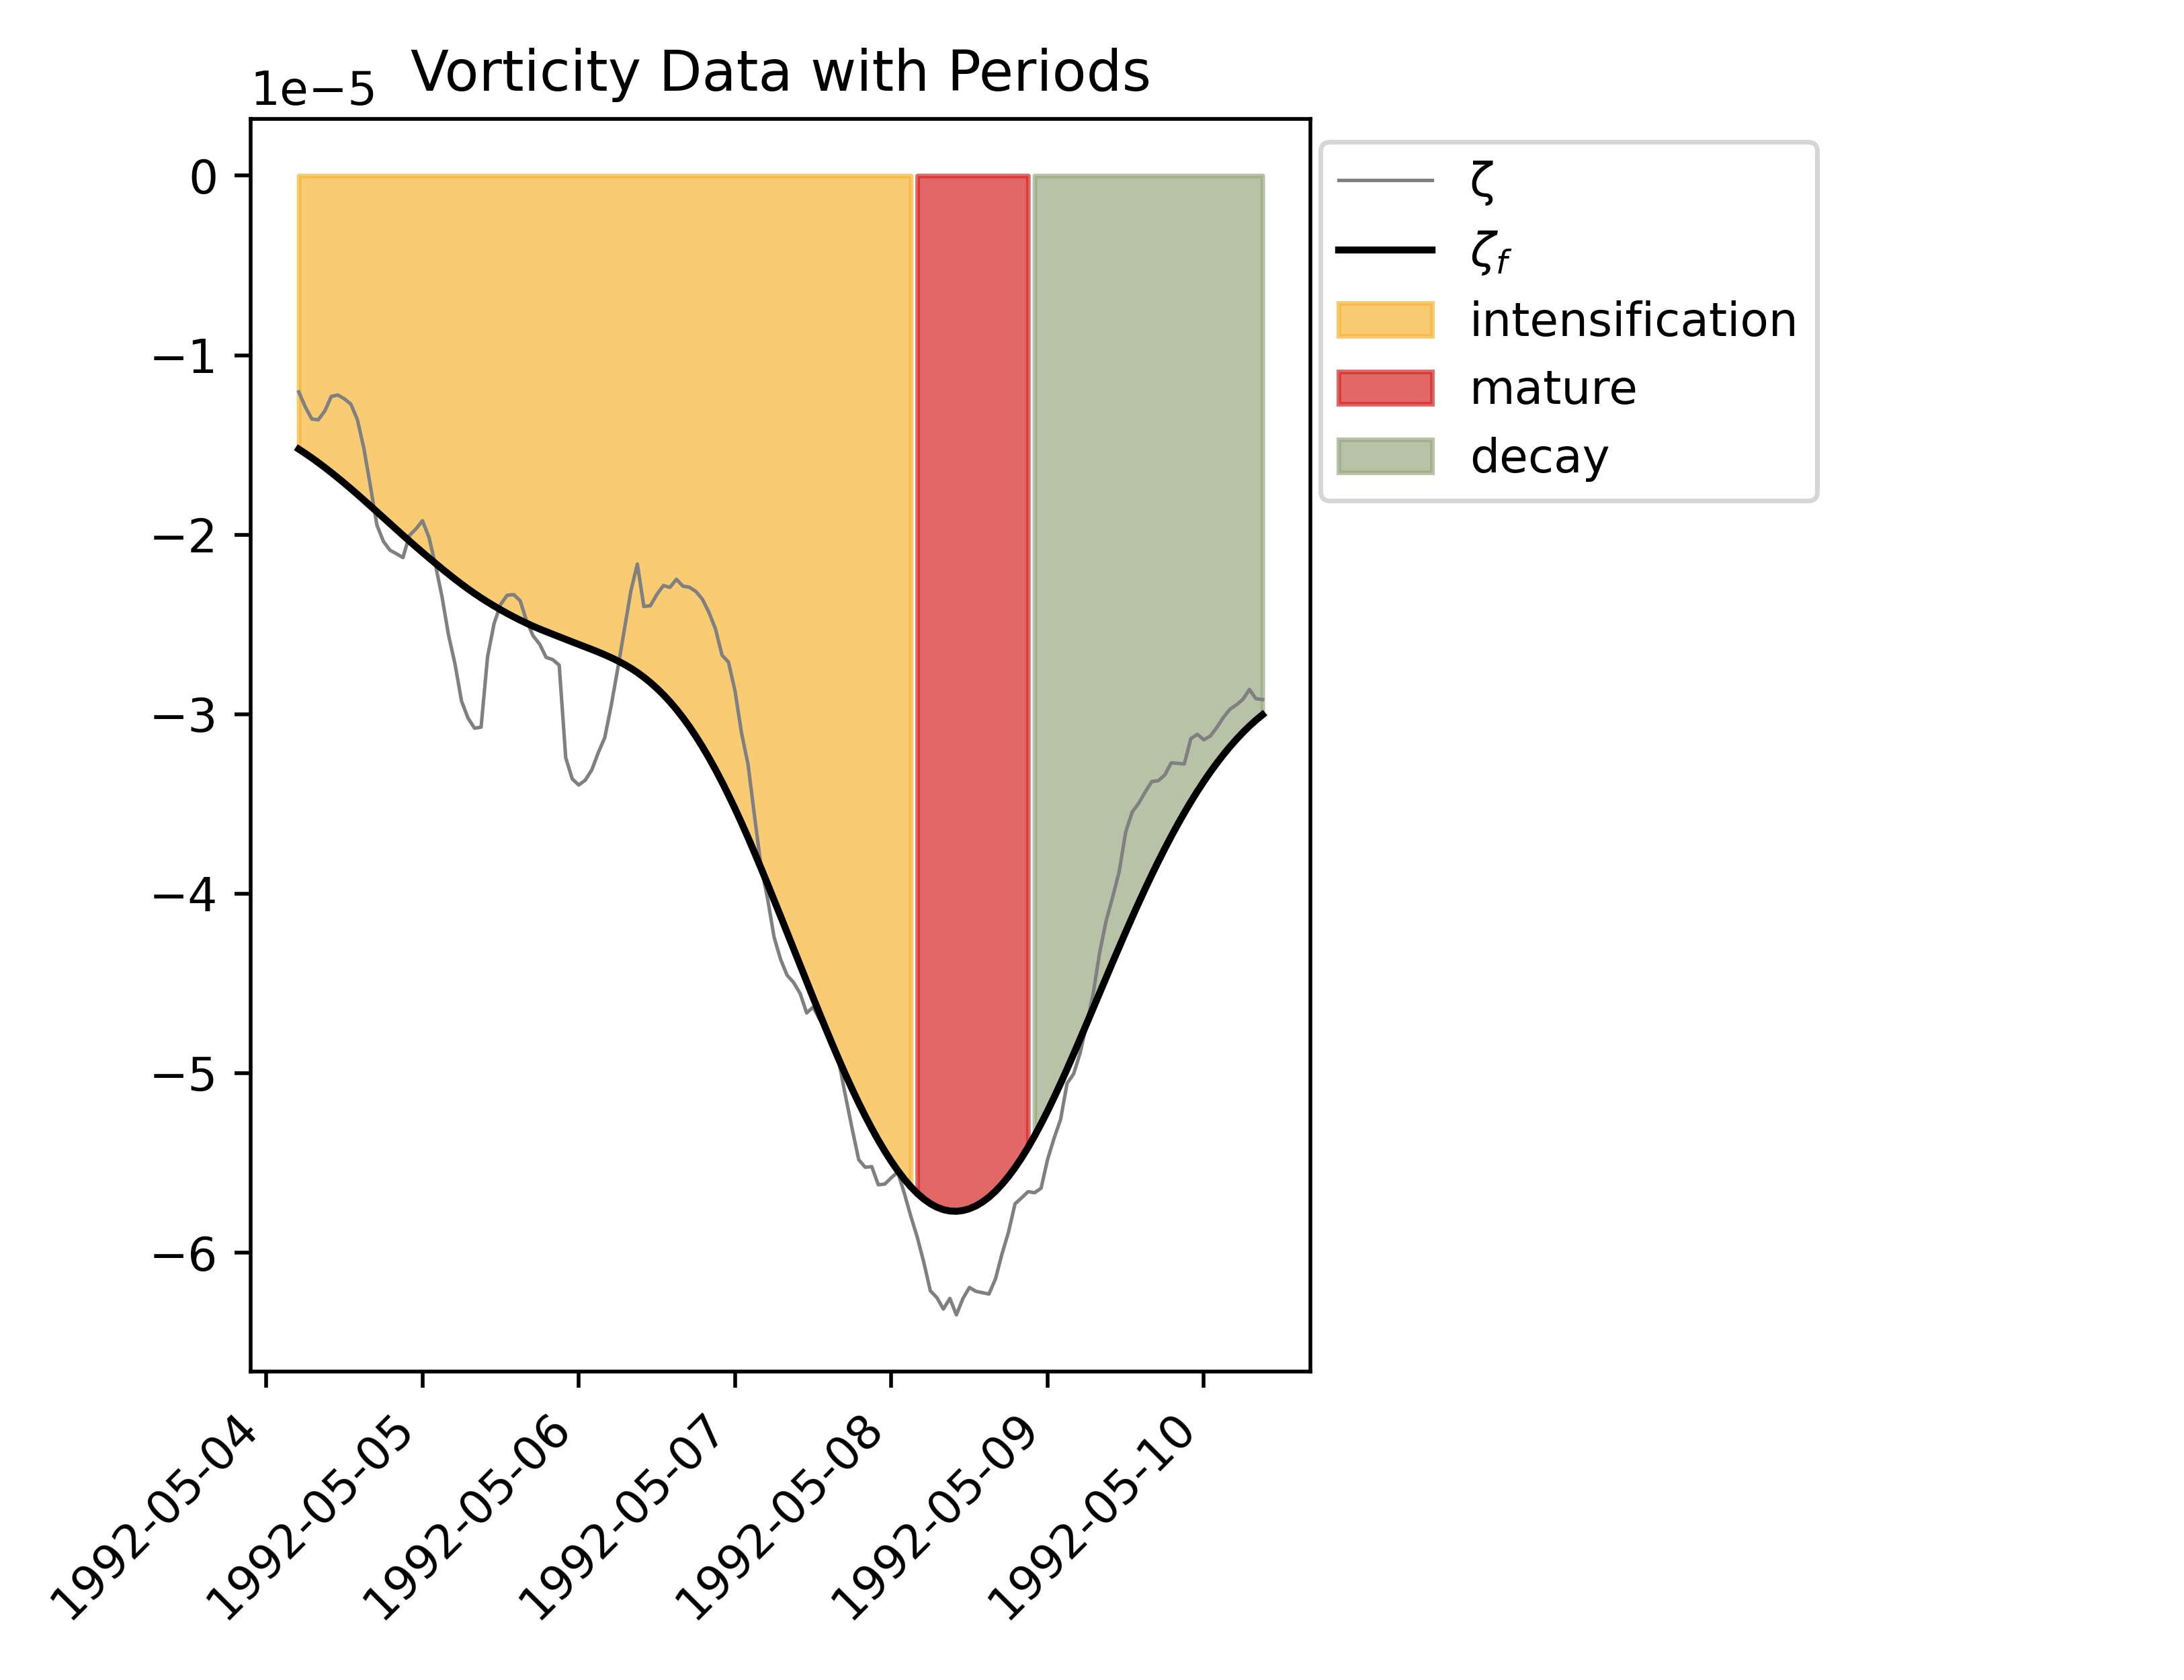 Vorticity Data with Periods
1e−5
0
−1
−2
−3
−4
−5
−6
1992-05-04
1992-05-05
1992-05-06
1992-05-07
1992-05-08
1992-05-09
1992-05-10
ζ
ζf
intensification
mature
decay